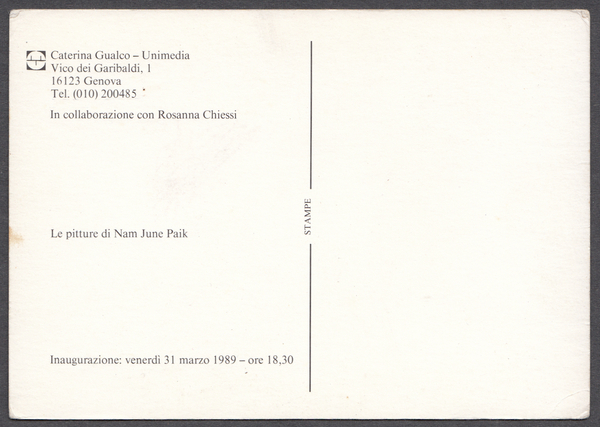 Caterina Gualco – Unimedia
Vico dei Garibaldi, 1
16123 Genova
Tel. (010) 200485
In collaborazione con Rosanna Chiessi
Le pitture di Nam June Paik
Inaugurazione: venerdì 31 marzo 1989 – ore 18,30
STAMPE